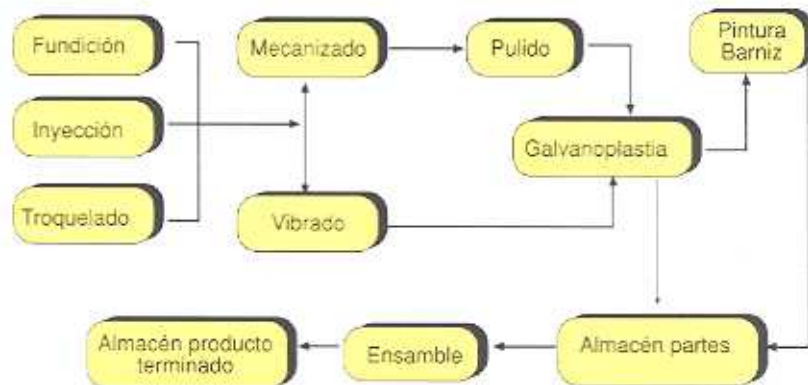 Fundición
Mecanizado
Pulido
Pintura
Barniz
Inyección
Galvanoplastia
Troquelado
Vibrado
Almacén producto
terminado
Ensamble
Almacén partes